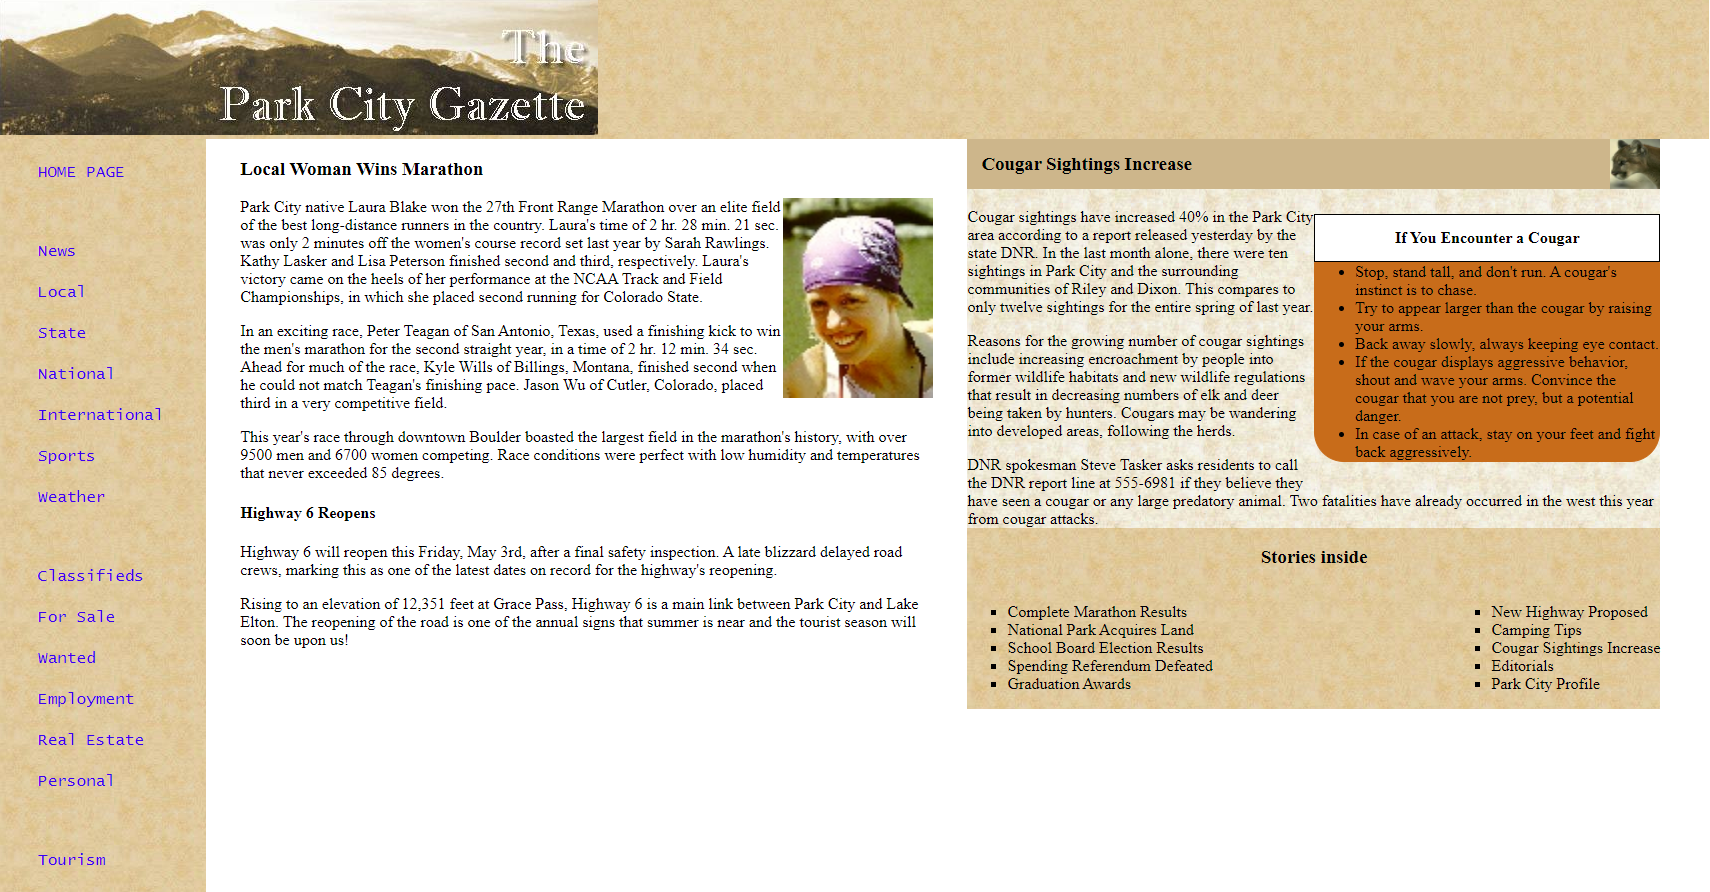 The
Park City Gazette
HOME PAGE
News
Local
State
National
International
Sports
Weather
Classifieds
For Sale
Wanted
Employment
Real Estate
Personal
Tourism
Local Woman Wins Marathon
Park City native Laura Blake won the 27th Front Range Marathon over an elite field
of the best long-distance runners in the country. Laura's time of 2 hr. 28 min. 21 sec.
was only 2 minutes off the women's course record set last year by Sarah Rawlings.
Kathy Lasker and Lisa Peterson finished second and third, respectively. Laura's
victory came on the heels of her performance at the NCAA Track and Field
Championships, in which she placed second running for Colorado State.
In an exciting race, Peter Teagan of San Antonio, Texas, used a finishing kick to win
the men's marathon for the second straight year, in a time of 2 hr. 12 min. 34 sec.
Ahead for much of the race, Kyle Wills of Billings, Montana, finished second when
he could not match Teagan's finishing pace. Jason Wu of Cutler, Colorado, placed
third in a very competitive field.
This year's race through downtown Boulder boasted the largest field in the marathon's history, with over
9500 men and 6700 women competing. Race conditions were perfect with low humidity and temperatures
that never exceeded 85 degrees.
Highway 6 Reopens
Highway 6 will reopen this Friday, May 3rd, after a final safety inspection. A late blizzard delayed road
crews, marking this as one of the latest dates on record for the highway's reopening.
Rising to an elevation of 12,351 feet at Grace Pass, Highway 6 is a main link between Park City and Lake
Elton. The reopening of the road is one of the annual signs that summer is near and the tourist season will
soon be upon us!
Cougar Sightings Increase
Cougar sightings have increased 40% in the Park City
area according to a report released yesterday by the
state DNR. In the last month alone, there were ten
sightings in Park City and the surrounding
communities of Riley and Dixon. This compares to
only twelve sightings for the entire spring of last year.
Reasons for the growing number of cougar sightings
include increasing encroachment by people into
former wildlife habitats and new wildlife regulations
that result in decreasing numbers of elk and deer
being taken by hunters. Cougars may be wandering
into developed areas, following the herds.
DNR spokesman Steve Tasker asks residents to call
the DNR report line at 555-6981 if they believe they
have seen a cougar or any large predatory animal. Two fatalities have already occurred in the west this year
from cougar attacks.
If You Encounter a Cougar
Stop, stand tall, and don't run. A cougar's
instinct is to chase.
Try to appear larger than the cougar by raising
your arms.
Back away slowly, always keeping eye contact.
If the cougar displays aggressive behavior,
shout and wave your arms. Convince the
cougar that you are not prey, but a potential
danger.
In case of an attack, stay on your feet and fight
back aggressively.
Stories inside
Complete Marathon Results
National Park Acquires Land
School Board Election Results
Spending Referendum Defeated
Graduation Awards
New Highway Proposed
Camping Tips
Cougar Sightings Increase
Editorials
Park City Profile